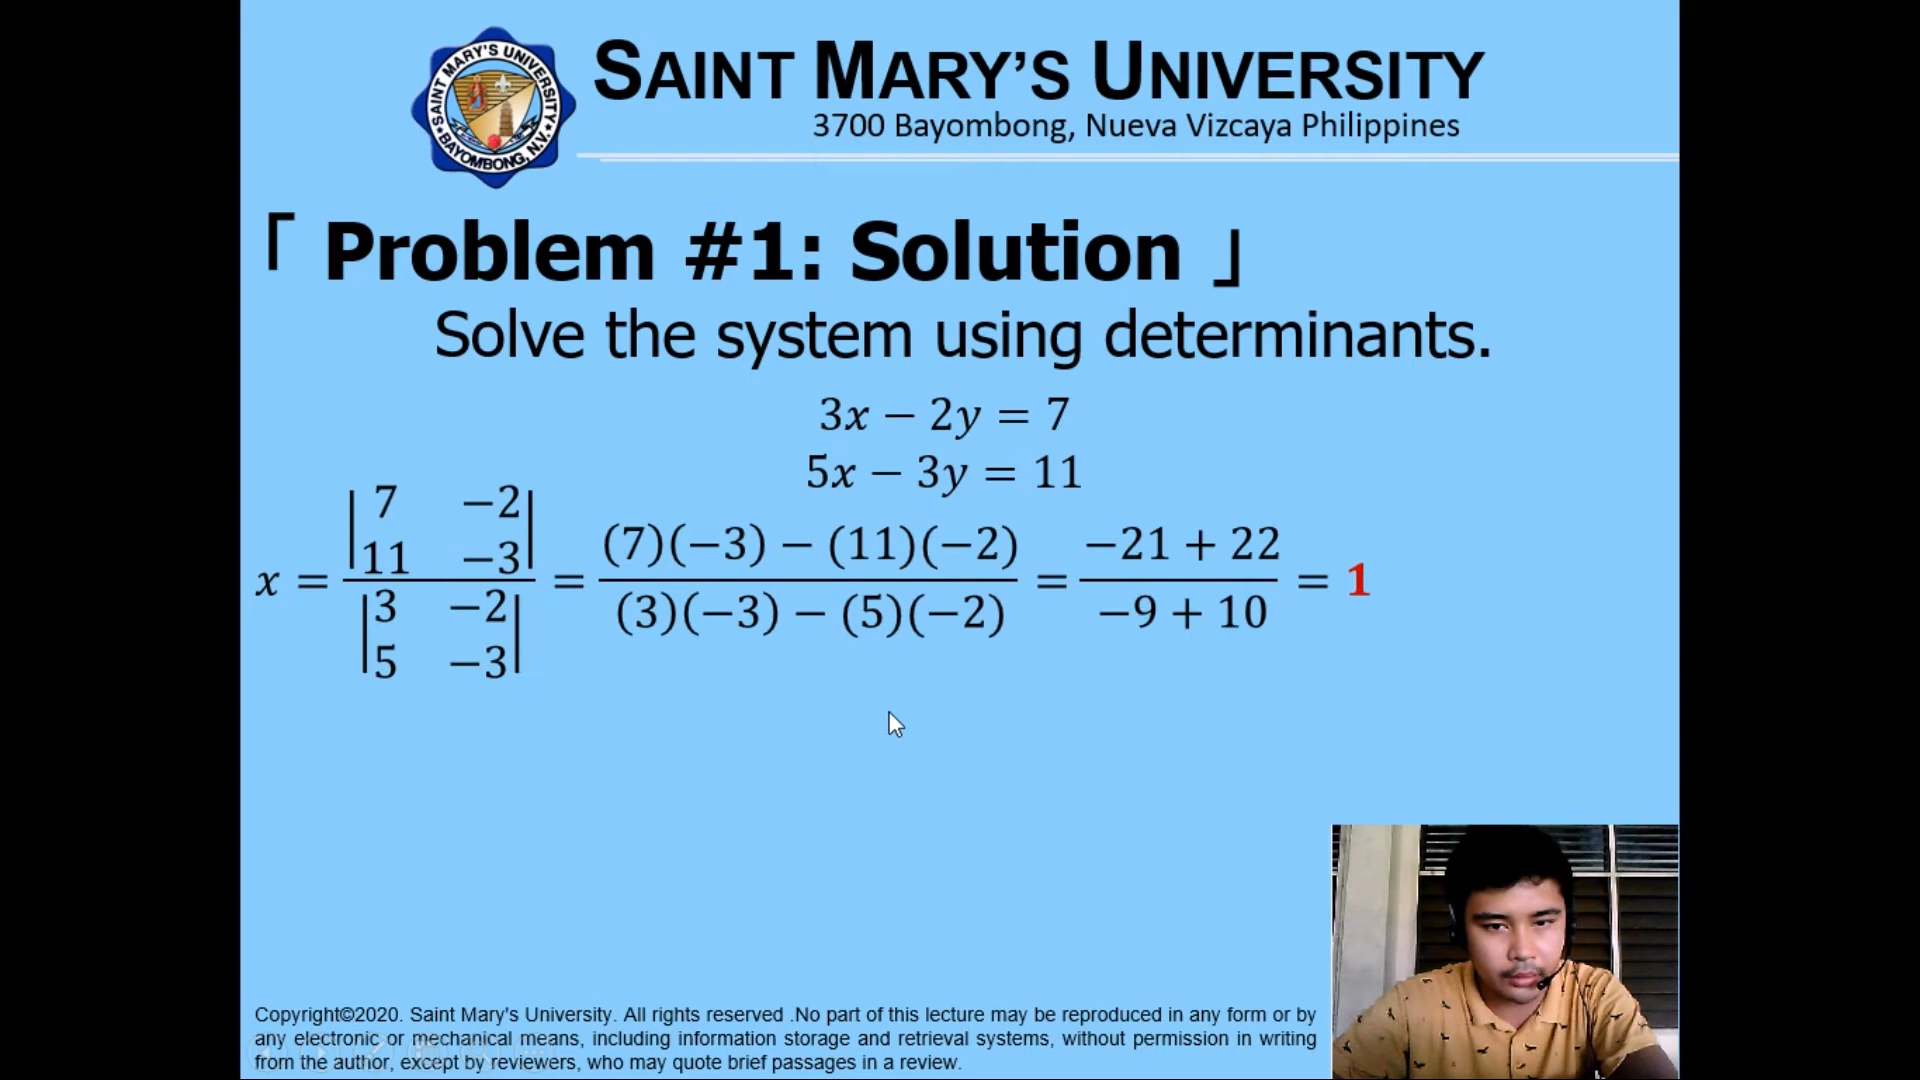 SAINT MARY'S UNIVERSITY
SAINT MARY'S UNIVERSITY
BAYOMBONG, N.V.
3700 Bayombong, Nueva Vizcaya Philippines
「 Problem #1: Solution 」
Solve the system using determinants.
3x − 2y = 7
5x − 3y = 11
x = |7 −2; 11 −3| / |3 −2; 5 −3| = (7)(−3) − (11)(−2) / (3)(−3) − (5)(−2) = −21 + 22 / −9 + 10 = 1
Copyright©2020. Saint Mary's University. All rights reserved .No part of this lecture may be reproduced in any form or by
any electronic or mechanical means, including information storage and retrieval systems, without permission in writing
from the author, except by reviewers, who may quote brief passages in a review.